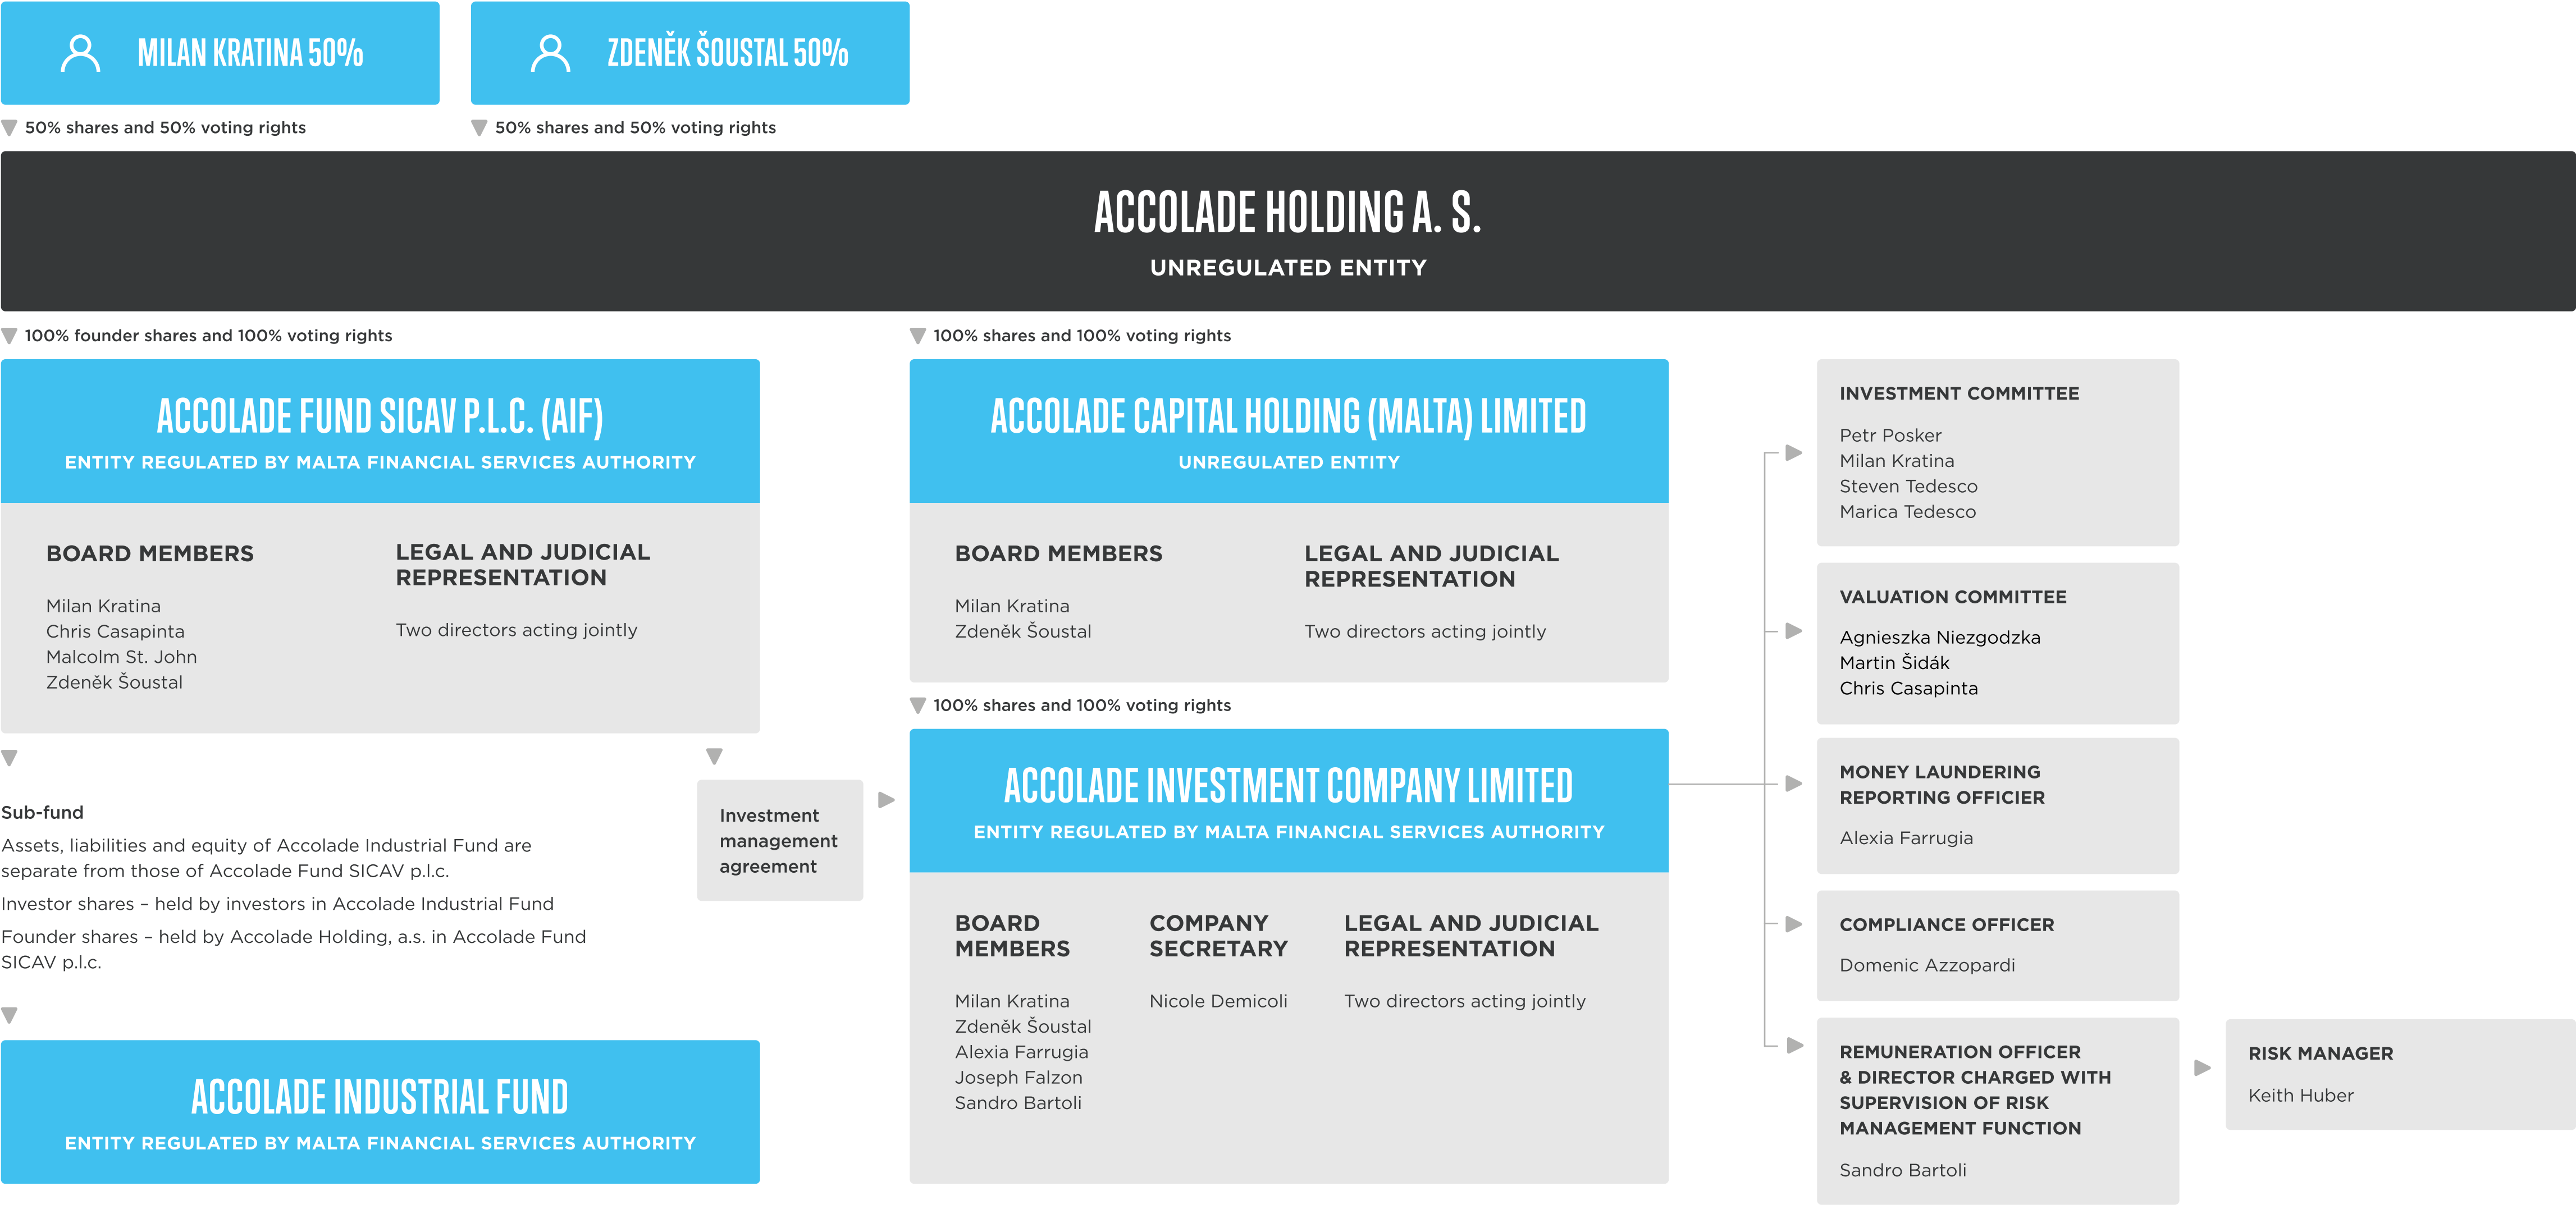 MILAN KRATINA 50%
ZDENĚK ŠOUSTAL 50%
50% shares and 50% voting rights
50% shares and 50% voting rights
ACCOLADE HOLDING A. S.
UNREGULATED ENTITY
100% founder shares and 100% voting rights
ACCOLADE FUND SICAV P.L.C. (AIF)
ENTITY REGULATED BY MALTA FINANCIAL SERVICES AUTHORITY
BOARD MEMBERS
Milan Kratina
Chris Casapinta
Malcolm St. John
Zdeněk Šoustal
LEGAL AND JUDICIAL
REPRESENTATION
Two directors acting jointly
Sub-fund
Assets, liabilities and equity of Accolade Industrial Fund are
separate from those of Accolade Fund SICAV p.l.c.
Investor shares – held by investors in Accolade Industrial Fund
Founder shares – held by Accolade Holding, a.s. in Accolade Fund
SICAV p.l.c.
ACCOLADE INDUSTRIAL FUND
ENTITY REGULATED BY MALTA FINANCIAL SERVICES AUTHORITY
Investment
management
agreement
100% shares and 100% voting rights
ACCOLADE CAPITAL HOLDING (MALTA) LIMITED
UNREGULATED ENTITY
BOARD MEMBERS
Milan Kratina
Zdeněk Šoustal
LEGAL AND JUDICIAL
REPRESENTATION
Two directors acting jointly
100% shares and 100% voting rights
ACCOLADE INVESTMENT COMPANY LIMITED
ENTITY REGULATED BY MALTA FINANCIAL SERVICES AUTHORITY
BOARD
MEMBERS
Milan Kratina
Zdeněk Šoustal
Alexia Farrugia
Joseph Falzon
Sandro Bartoli
COMPANY
SECRETARY
Nicole Demicoli
LEGAL AND JUDICIAL
REPRESENTATION
Two directors acting jointly
INVESTMENT COMMITTEE
Petr Posker
Milan Kratina
Steven Tedesco
Marica Tedesco
VALUATION COMMITTEE
Agnieszka Niezgodzka
Martin Šidák
Chris Casapinta
MONEY LAUNDERING
REPORTING OFFICIER
Alexia Farrugia
COMPLIANCE OFFICER
Domenic Azzopardi
REMUNERATION OFFICER
& DIRECTOR CHARGED WITH
SUPERVISION OF RISK
MANAGEMENT FUNCTION
Sandro Bartoli
RISK MANAGER
Keith Huber